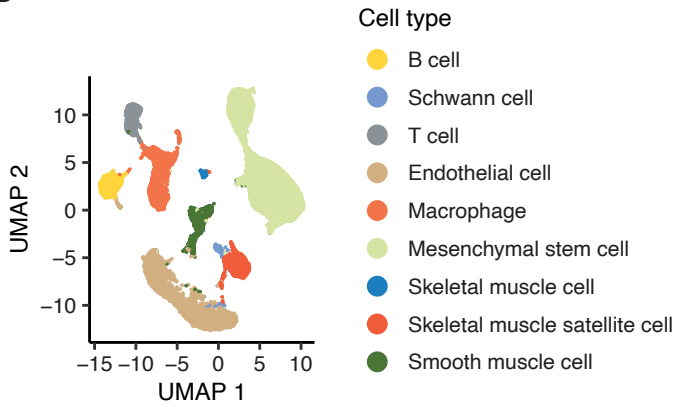 Cell type
B cell
Schwann cell
T cell
Endothelial cell
Macrophage
Mesenchymal stem cell
Skeletal muscle cell
Skeletal muscle satellite cell
Smooth muscle cell
UMAP 2
10
5
0
−5
−10
−15 −10 −5 0 5 10
UMAP 1